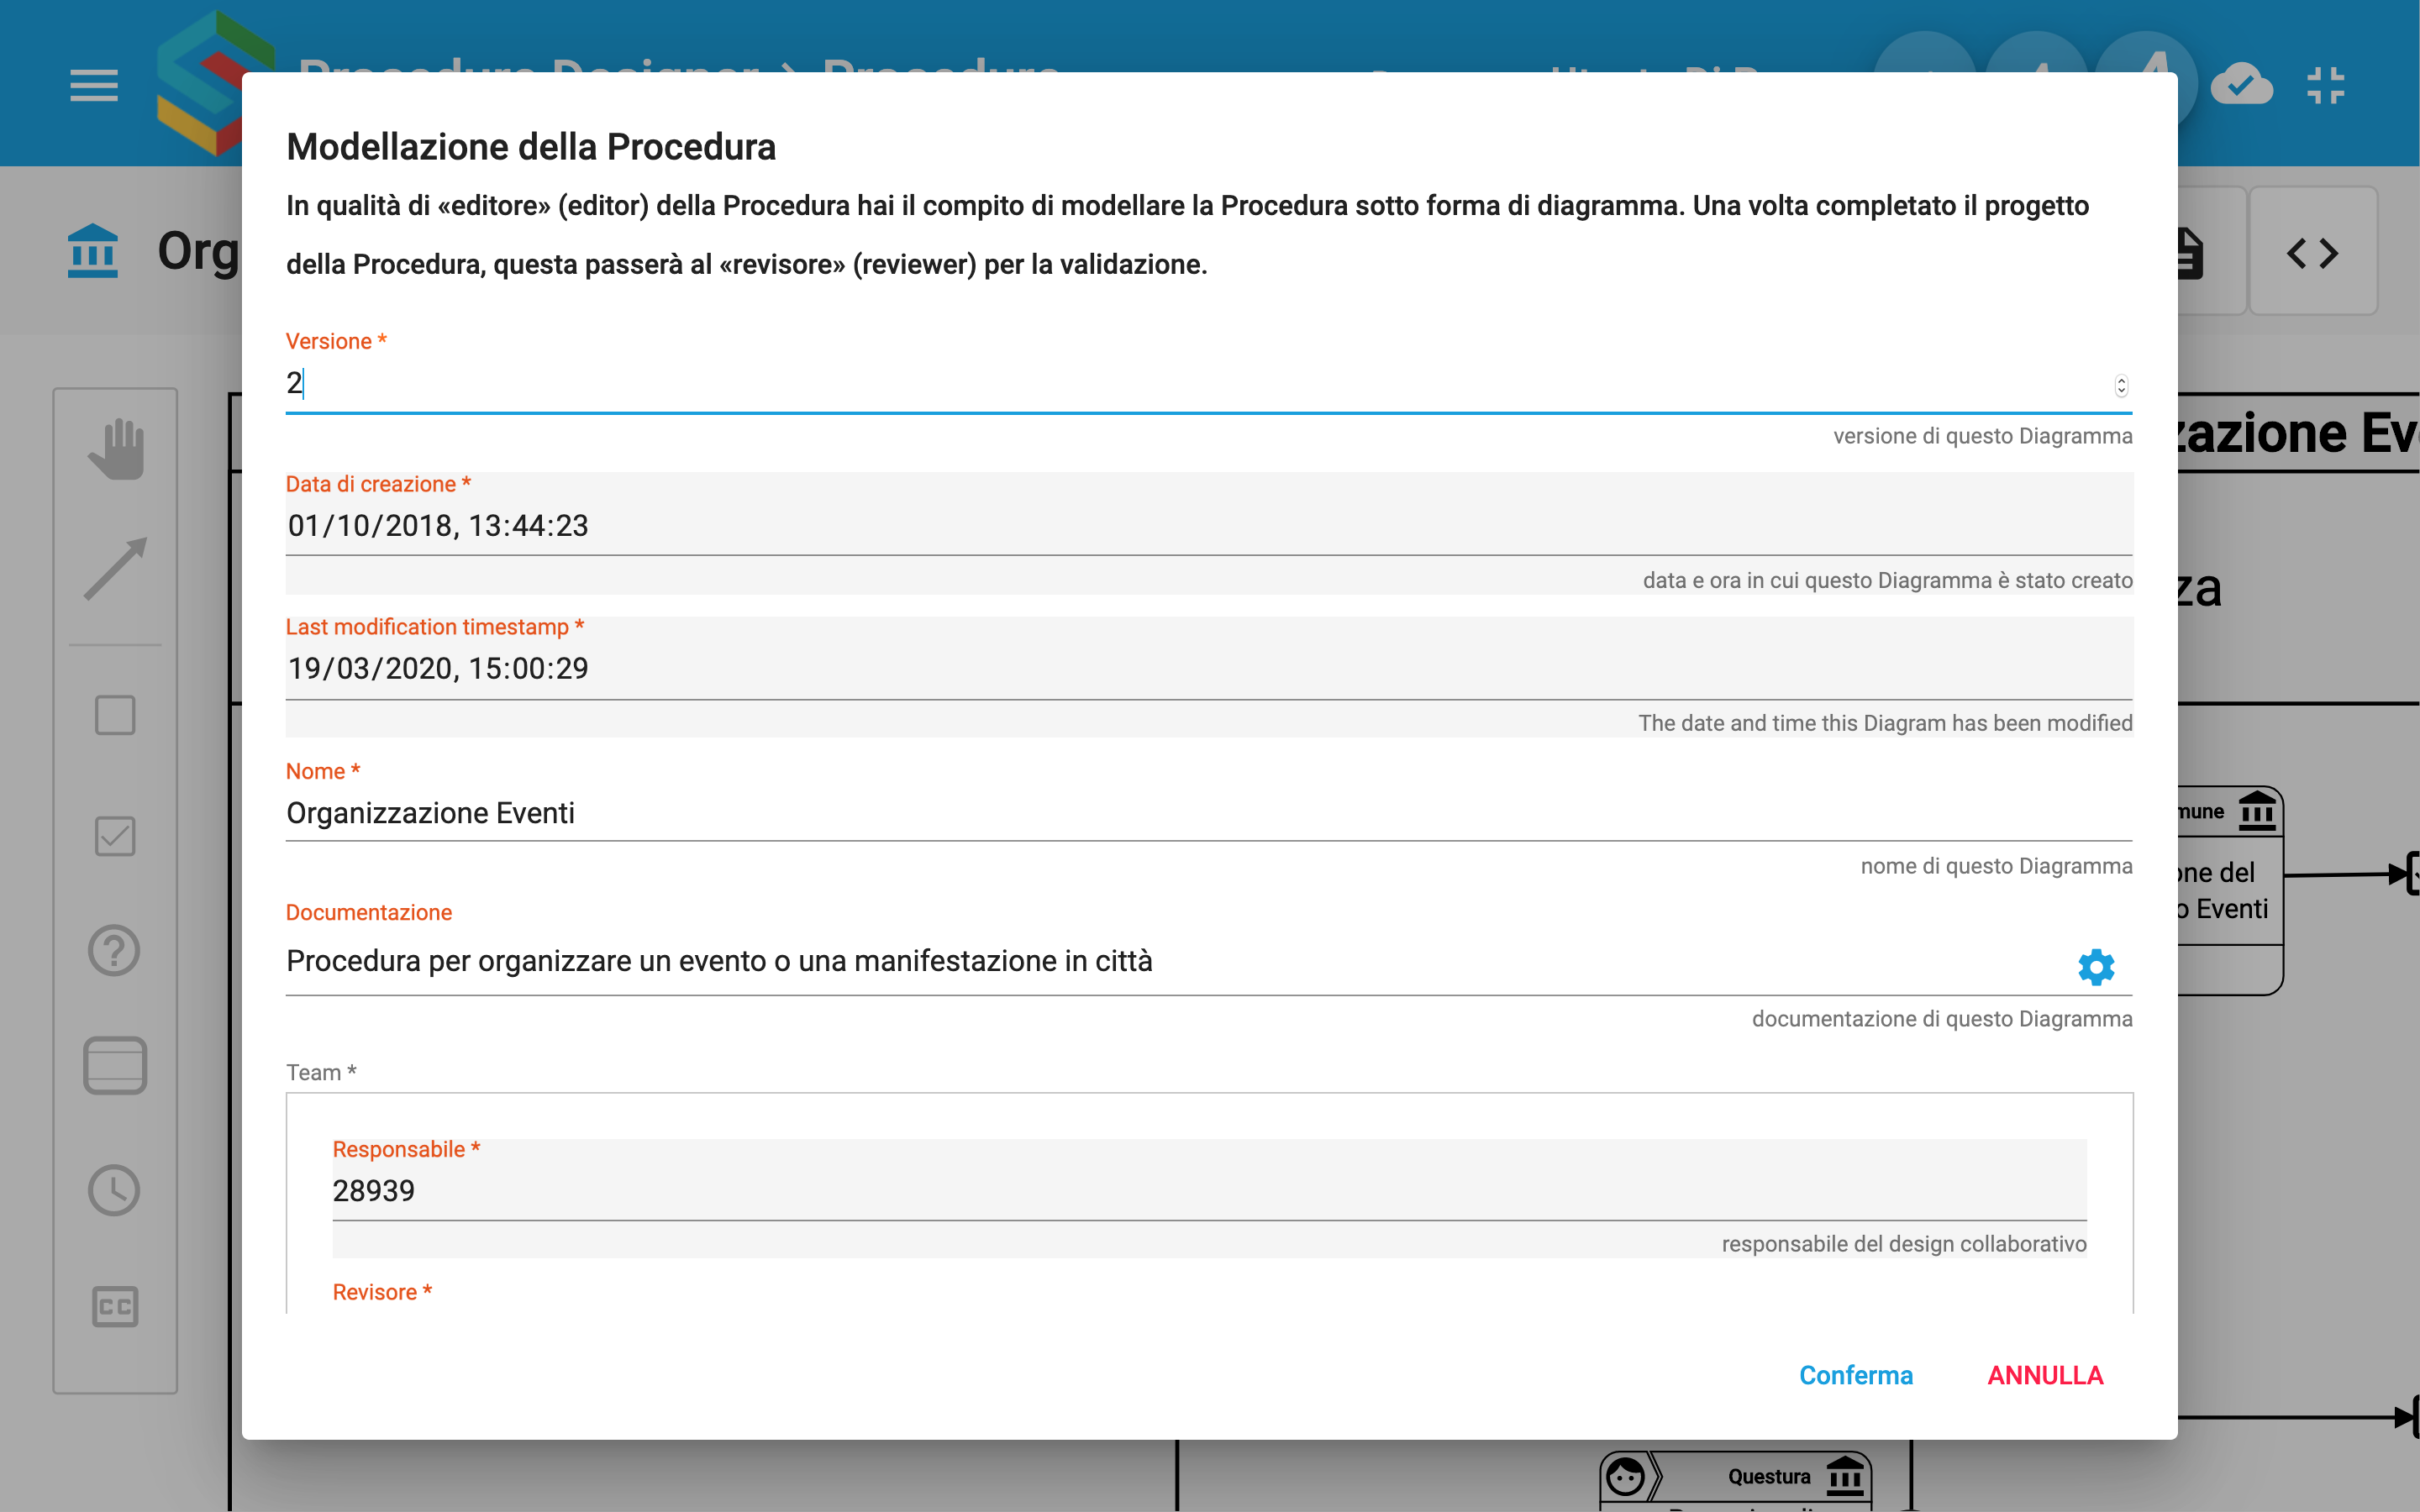 Modellazione della Procedura
In qualità di «editore» (editor) della Procedura hai il compito di modellare la Procedura sotto forma di diagramma. Una volta completato il progetto
della Procedura, questa passerà al «revisore» (reviewer) per la validazione.
Org
Versione *
2
versione di questo Diagramma
zazione Ev
Data di creazione *
01/10/2018, 13:44:23
data e ora in cui questo Diagramma è stato creato
za
Last modification timestamp *
19/03/2020, 15:00:29
The date and time this Diagram has been modified
Nome *
Organizzazione Eventi
nome di questo Diagramma
mune
one del
o Eventi
Documentazione
Procedura per organizzare un evento o una manifestazione in città
documentazione di questo Diagramma
Team *
Responsabile *
28939
responsabile del design collaborativo
Revisore *
CC
Conferma ANNULLA
Questura